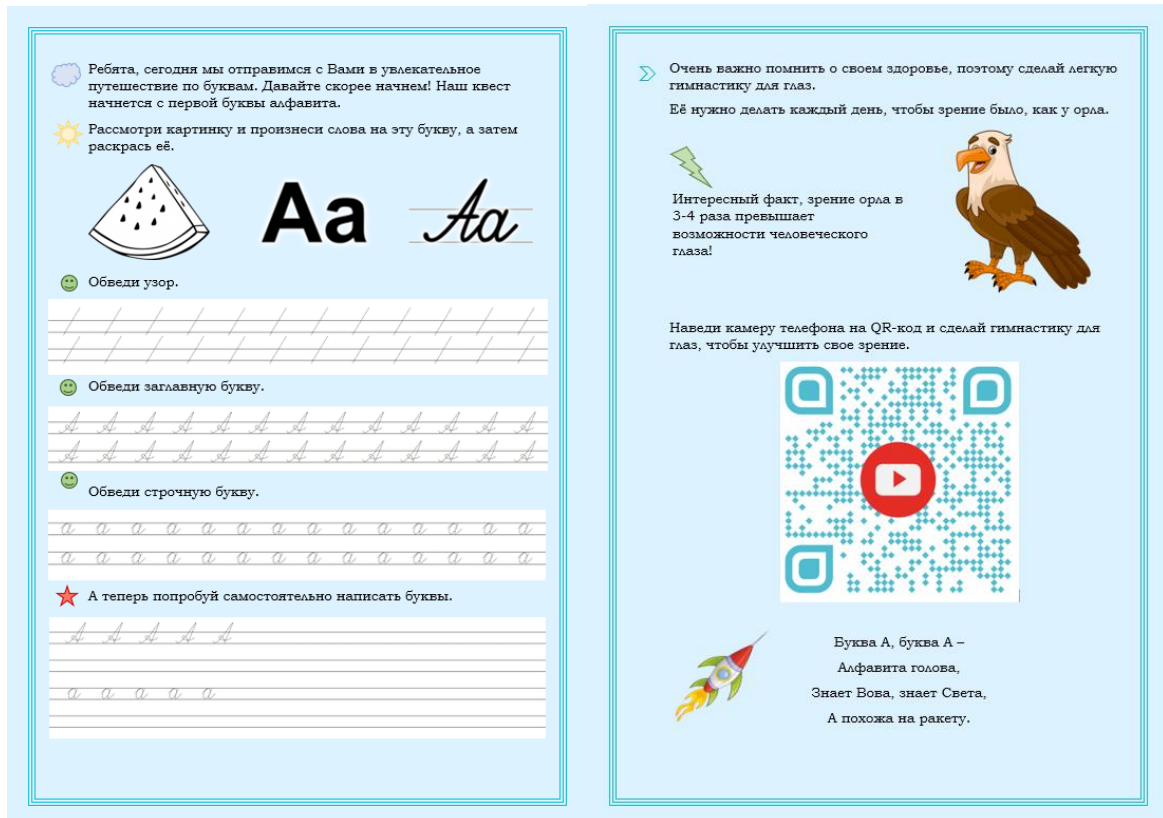 Ребята, сегодня мы отправимся с Вами в увлекательное
путешествие по буквам. Давайте скорее начнем! Наш квест
начнется с первой буквы алфавита.
Рассмотри картинку и произнеси слова на эту букву, а затем
раскрась её.
Аа
Аа
Обведи узор.
Обведи заглавную букву.
А А А А А А А А А А А А А
А А А А А А А А А А А А А
Обведи строчную букву.
а а а а а а а а а а а а а а
а а а а а а а а а а а а а а
А теперь попробуй самостоятельно написать буквы.
А А А А А
а а а а а
Очень важно помнить о своем здоровье, поэтому сделай легкую
гимнастику для глаз.
Её нужно делать каждый день, чтобы зрение было, как у орла.
Интересный факт, зрение орла в
3-4 раза превышает
возможности человеческого
глаза!
Наведи камеру телефона на QR-код и сделай гимнастику для
глаз, чтобы улучшить свое зрение.
Буква А, буква А –
Алфавита голова,
Знает Вова, знает Света,
А похожа на ракету.